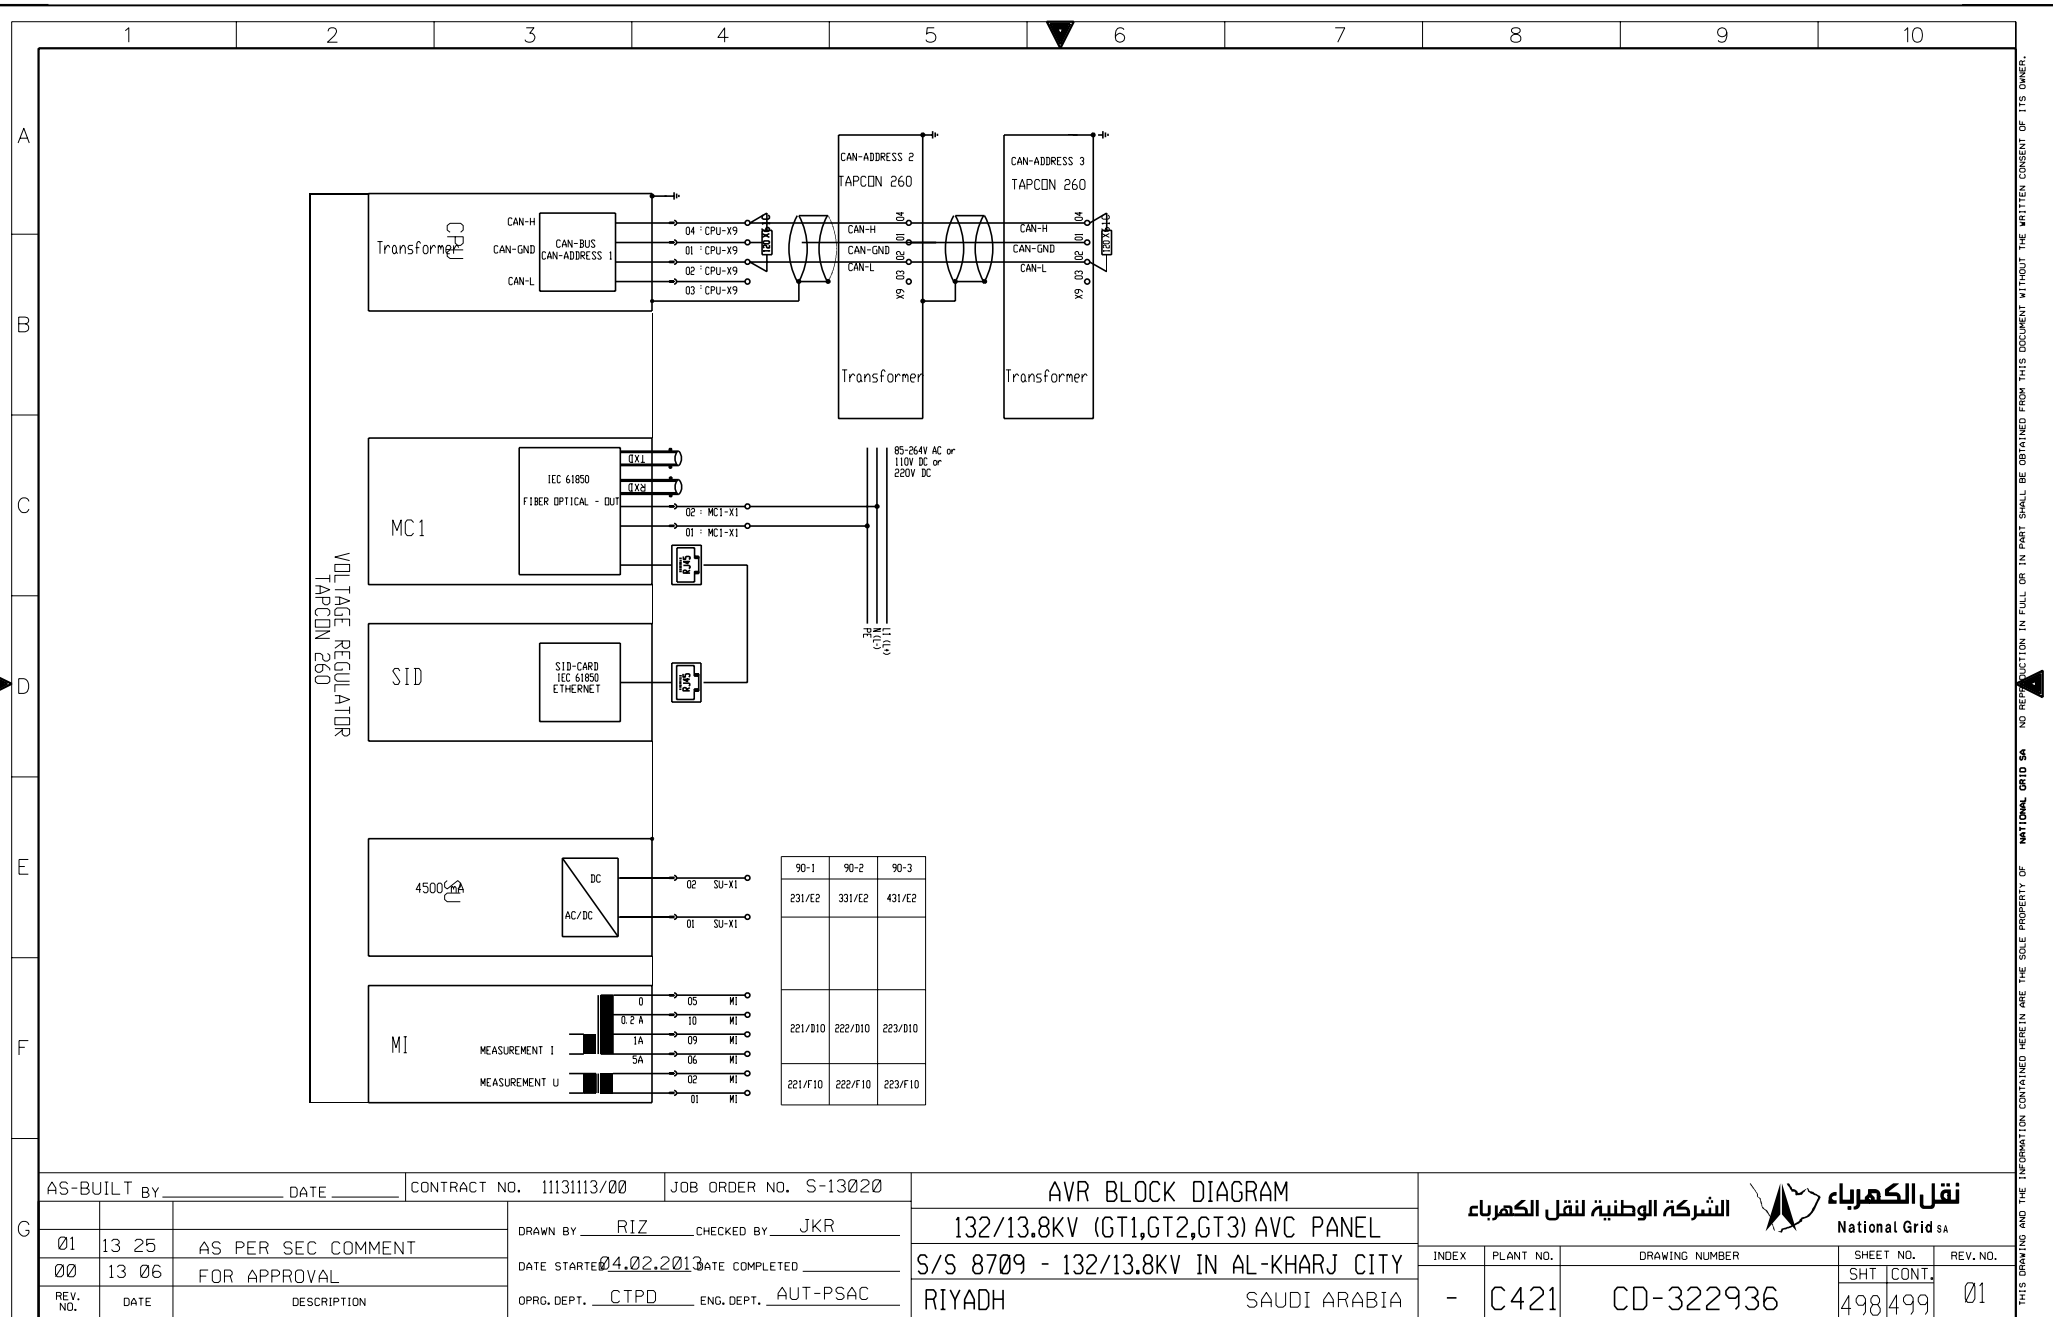 1 2 3 4 5 6 7 8 9 10
A
B
C
D
E
F
G
CAN-ADDRESS 2
TAPCON 260
CAN-ADDRESS 3
TAPCON 260
Transformer
CPU
CAN-H
CAN-GND
CAN-L
CAN-BUS
CAN-ADDRESS 1
04 : CPU-X9
01 : CPU-X9
02 : CPU-X9
03 : CPU-X9
CAN-H
CAN-GND
CAN-L
04
01
02
03
X9
Transformer
CAN-H
CAN-GND
CAN-L
04
01
02
03
X9
Transformer
VOLTAGE REGULATOR
TAPCON 260
MC1
IEC 61850
FIBER OPTICAL - OUT
TXD
RXD
02 : MC1-X1
01 : MC1-X1
RJ45
85-264V AC or
110V DC or
220V DC
L1 (L+)
N (L-)
PE
SID
SID-CARD
IEC 61850
ETHERNET
RJ45
4500 mA
SU
DC
AC/DC
02 SU-X1
01 SU-X1
90-1 90-2 90-3
231/E2 331/E2 431/E2
221/D10 222/D10 223/D10
221/F10 222/F10 223/F10
MI
MEASUREMENT I
MEASUREMENT U
0
0.2 A
1A
5A
05 MI
10 MI
09 MI
06 MI
02 MI
01 MI
AS-BUILT BY DATE
CONTRACT NO. 11131113/00
JOB ORDER NO. S-13020
01 13 25 AS PER SEC COMMENT
00 13 06 FOR APPROVAL
REV. NO. DATE DESCRIPTION
DRAWN BY RIZ CHECKED BY JKR
DATE STARTED 04.02.2013 DATE COMPLETED
OPRG. DEPT. CTPD ENG. DEPT. AUT-PSAC
AVR BLOCK DIAGRAM
132/13.8KV (GT1,GT2,GT3) AVC PANEL
S/S 8709 - 132/13.8KV IN AL-KHARJ CITY
RIYADH SAUDI ARABIA
الشركة الوطنية لنقل الكهرباء
نقل الكهرباء
National Grid SA
INDEX PLANT NO. DRAWING NUMBER SHEET NO. REV. NO.
SHT CONT.
- C421 CD-322936 498 499 01
THIS DRAWING AND THE INFORMATION CONTAINED HEREIN ARE THE SOLE PROPERTY OF NATIONAL GRID SA NO REPRODUCTION IN FULL OR IN PART SHALL BE OBTAINED FROM THIS DOCUMENT WITHOUT THE WRITTEN CONSENT OF ITS OWNER.